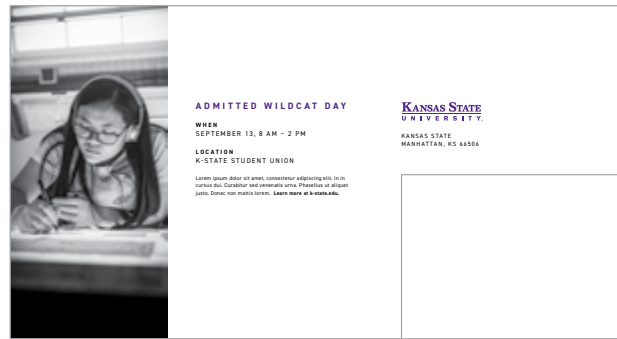 ADMITTED WILDCAT DAY
WHEN
SEPTEMBER 13, 8 AM – 2 PM
LOCATION
K-STATE STUDENT UNION
Lorem ipsum dolor sit amet, consectetur adipiscing elit. In in
cursus dui. Curabitur sed venenatis urna. Phasellus ut aliquet
justo. Donec non mattis lorem. Learn more at k-state.edu.
KANSAS STATE
UNIVERSITY.
KANSAS STATE
MANHATTAN, KS 66506